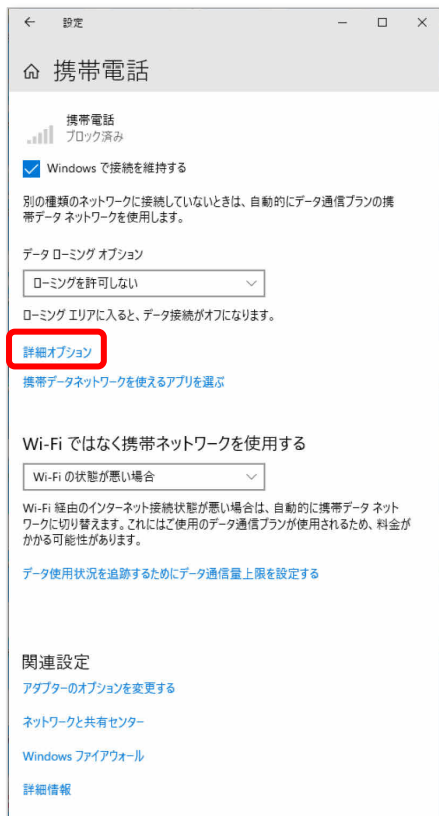 設定
携帯電話
携帯電話
ブロック済み
Windows で接続を維持する
別の種類のネットワークに接続していないときは、自動的にデータ通信プランの携
帯データ ネットワークを使用します。
データ ローミング オプション
ローミングを許可しない
ローミング エリアに入ると、データ接続がオフになります。
詳細オプション
携帯データネットワークを使えるアプリを選ぶ
Wi-Fi ではなく携帯ネットワークを使用する
Wi-Fi の状態が悪い場合
Wi-Fi 経由のインターネット接続状態が悪い場合は、自動的に携帯データ ネット
ワークに切り替えます。これにはご使用のデータ通信プランが使用されるため、料金が
かかる可能性があります。
データ使用状況を追跡するためにデータ通信量上限を設定する
関連設定
アダプターのオプションを変更する
ネットワークと共有センター
Windows ファイアウォール
詳細情報